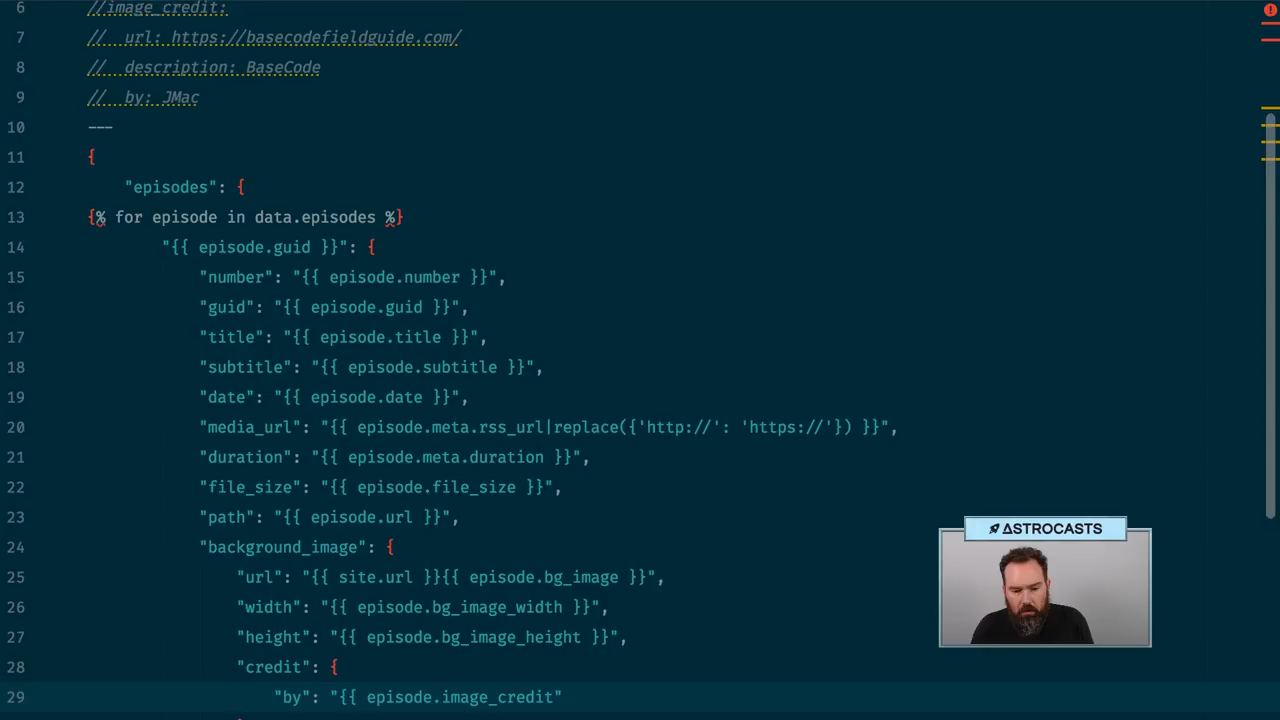 6 //image_credit:
7 //  url: https://basecodefieldguide.com/
8 //  description: BaseCode
9 //  by: JMac
10 ---
11 {
12     "episodes": {
13 {% for episode in data.episodes %}
14         "{{ episode.guid }}": {
15             "number": "{{ episode.number }}",
16             "guid": "{{ episode.guid }}",
17             "title": "{{ episode.title }}",
18             "subtitle": "{{ episode.subtitle }}",
19             "date": "{{ episode.date }}",
20             "media_url": "{{ episode.meta.rss_url|replace({'http://': 'https://'}) }}",
21             "duration": "{{ episode.meta.duration }}",
22             "file_size": "{{ episode.file_size }}",
23             "path": "{{ episode.url }}",
24             "background_image": {
25                 "url": "{{ site.url }}{{ episode.bg_image }}",
26                 "width": "{{ episode.bg_image_width }}",
27                 "height": "{{ episode.bg_image_height }}",
28                 "credit": {
29                     "by": "{{ episode.image_credit"
ASTROCASTS